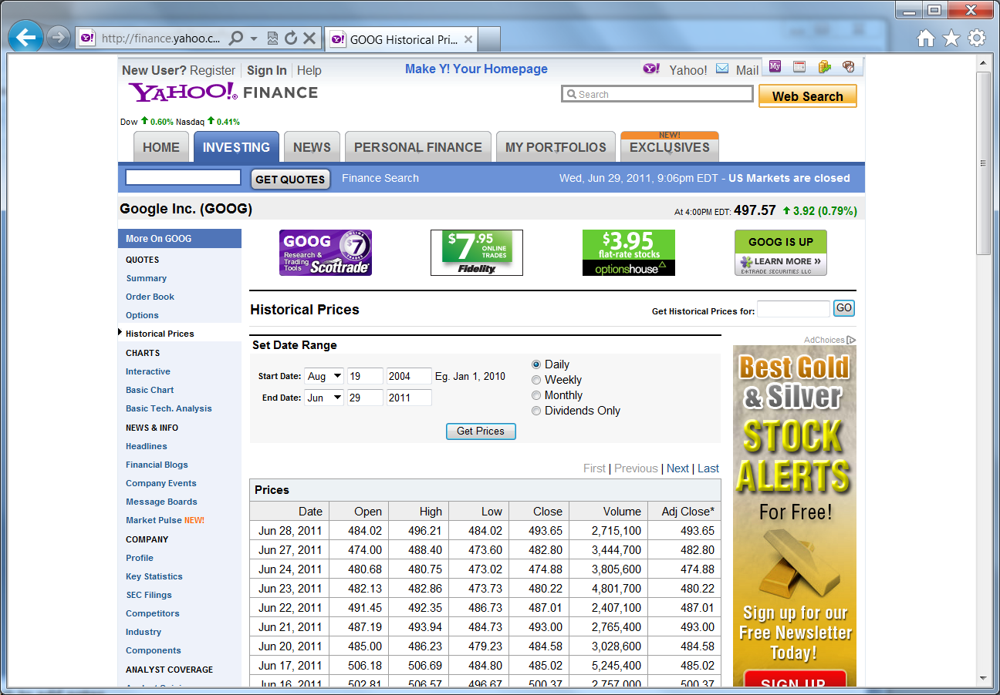 http://finance.yahoo.c...
GOOG Historical Pri...
New User? Register Sign In Help
Make Y! Your Homepage
Y! Yahoo! Mail My
YAHOO!® FINANCE
Search
Web Search
Dow 0.60% Nasdaq 0.41%
HOME INVESTING NEWS PERSONAL FINANCE MY PORTFOLIOS NEW! EXCLUSIVES
GET QUOTES Finance Search Wed, Jun 29, 2011, 9:06pm EDT - US Markets are closed
Google Inc. (GOOG)
At 4:00PM EDT: 497.57 3.92 (0.79%)
More On GOOG
QUOTES
Summary
Order Book
Options
Historical Prices
CHARTS
Interactive
Basic Chart
Basic Tech. Analysis
NEWS & INFO
Headlines
Financial Blogs
Company Events
Message Boards
Market Pulse NEW!
COMPANY
Profile
Key Statistics
SEC Filings
Competitors
Industry
Components
ANALYST COVERAGE
GOOG
Research &
Trading
Tools
$7 ONLINE TRADES
Scottrade
$7.95 ONLINE TRADES
Fidelity
$3.95
flat-rate stocks
optionshouse
GOOG IS UP
LEARN MORE »
E*TRADE SECURITIES LLC
Historical Prices
Get Historical Prices for: GO
Set Date Range
Start Date: Aug 19 2004 Eg. Jan 1, 2010
End Date: Jun 29 2011
Daily
Weekly
Monthly
Dividends Only
Get Prices
First | Previous | Next | Last
Prices
Date Open High Low Close Volume Adj Close*
Jun 28, 2011 484.02 496.21 484.02 493.65 2,715,100 493.65
Jun 27, 2011 474.00 488.40 473.60 482.80 3,444,700 482.80
Jun 24, 2011 480.68 480.75 473.02 474.88 3,805,600 474.88
Jun 23, 2011 482.13 482.86 473.73 480.22 4,801,700 480.22
Jun 22, 2011 491.45 492.35 486.73 487.01 2,407,100 487.01
Jun 21, 2011 487.19 493.94 484.73 493.00 2,765,400 493.00
Jun 20, 2011 485.00 486.23 479.23 484.58 3,028,600 484.58
Jun 17, 2011 506.18 506.69 484.80 485.02 5,245,400 485.02
Jun 16, 2011 502.81 506.57 496.67 500.37 2,757,000 500.37
AdChoices
Best Gold
& Silver
STOCK
ALERTS
For Free!
Sign up for our
Free Newsletter
Today!
SIGN UP